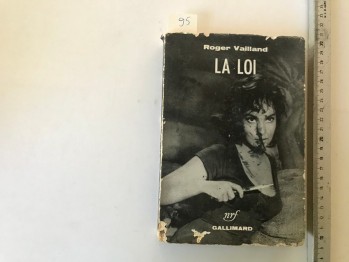 95
Roger Vailland
LA LOI
nrf
GALLIMARD